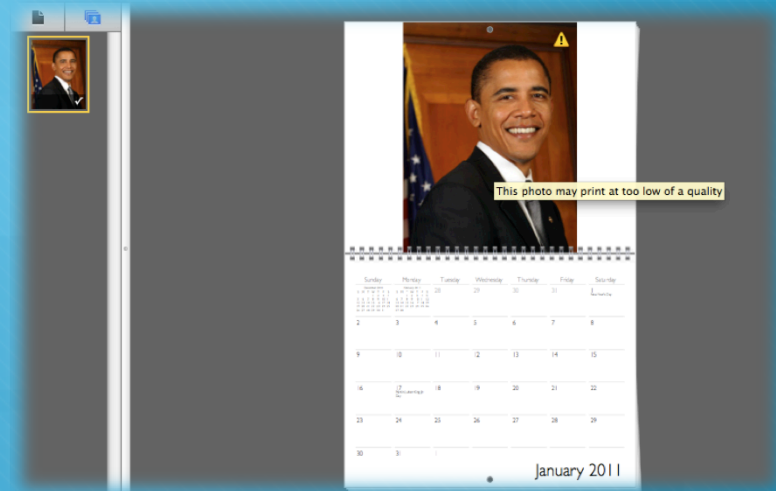 This photo may print at too low of a quality
Sunday Monday Tuesday Wednesday Thursday Friday Saturday
28 29 30 31 1
2 3 4 5 6 7 8
9 10 11 12 13 14 15
16 17 18 19 20 21 22
23 24 25 26 27 28 29
30 31 1
January 2011